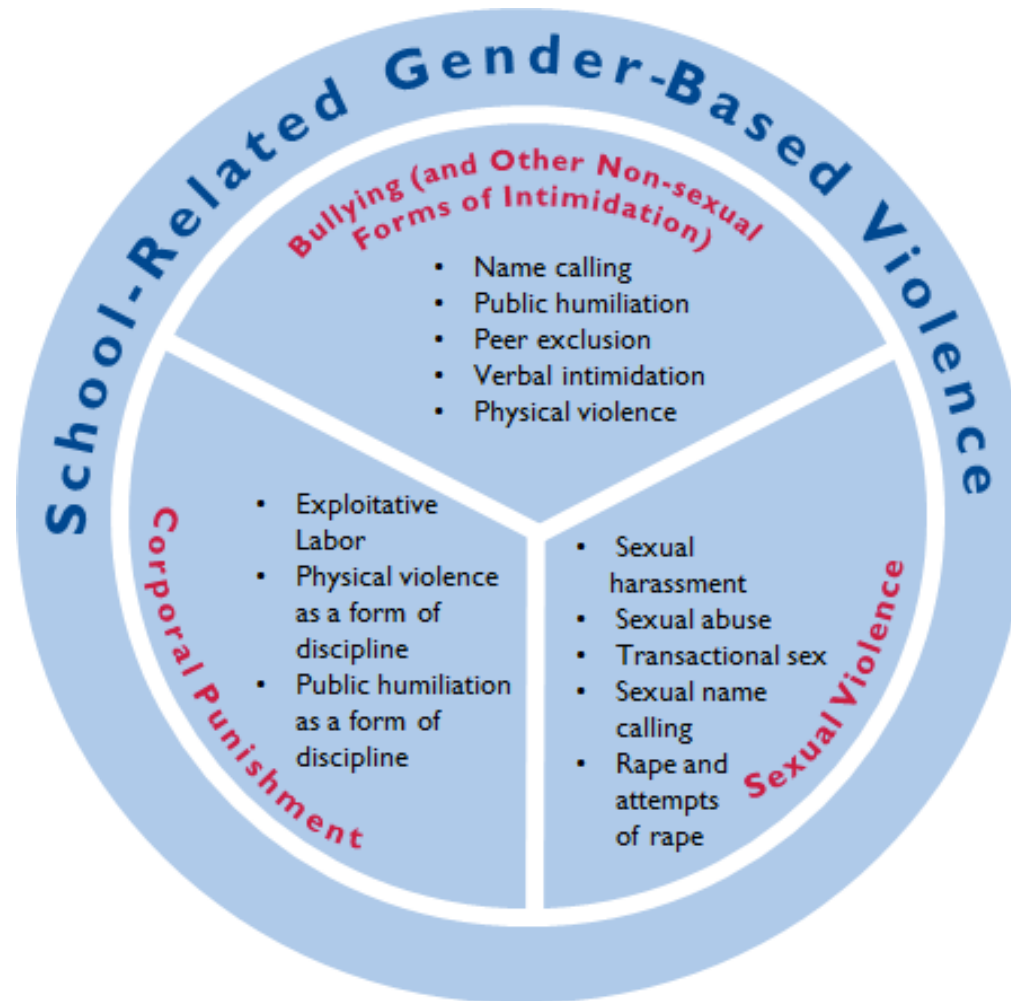 School-Related Gender-Based Violence
Bullying (and Other Non-sexual
Forms of Intimidation)
• Name calling
• Public humiliation
• Peer exclusion
• Verbal intimidation
• Physical violence
Corporal Punishment
• Exploitative
Labor
• Physical violence
as a form of
discipline
• Public humiliation
as a form of
discipline
Sexual Violence
• Sexual
harassment
• Sexual abuse
• Transactional sex
• Sexual name
calling
• Rape and
attempts
of rape